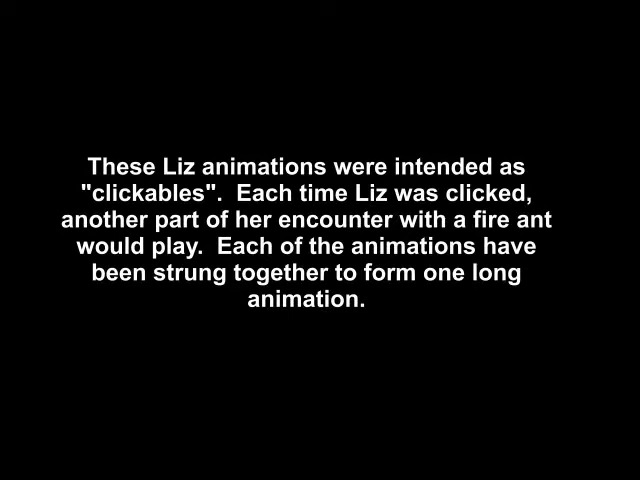 These Liz animations were intended as
"clickables".  Each time Liz was clicked,
another part of her encounter with a fire ant
would play.  Each of the animations have
been strung together to form one long
animation.